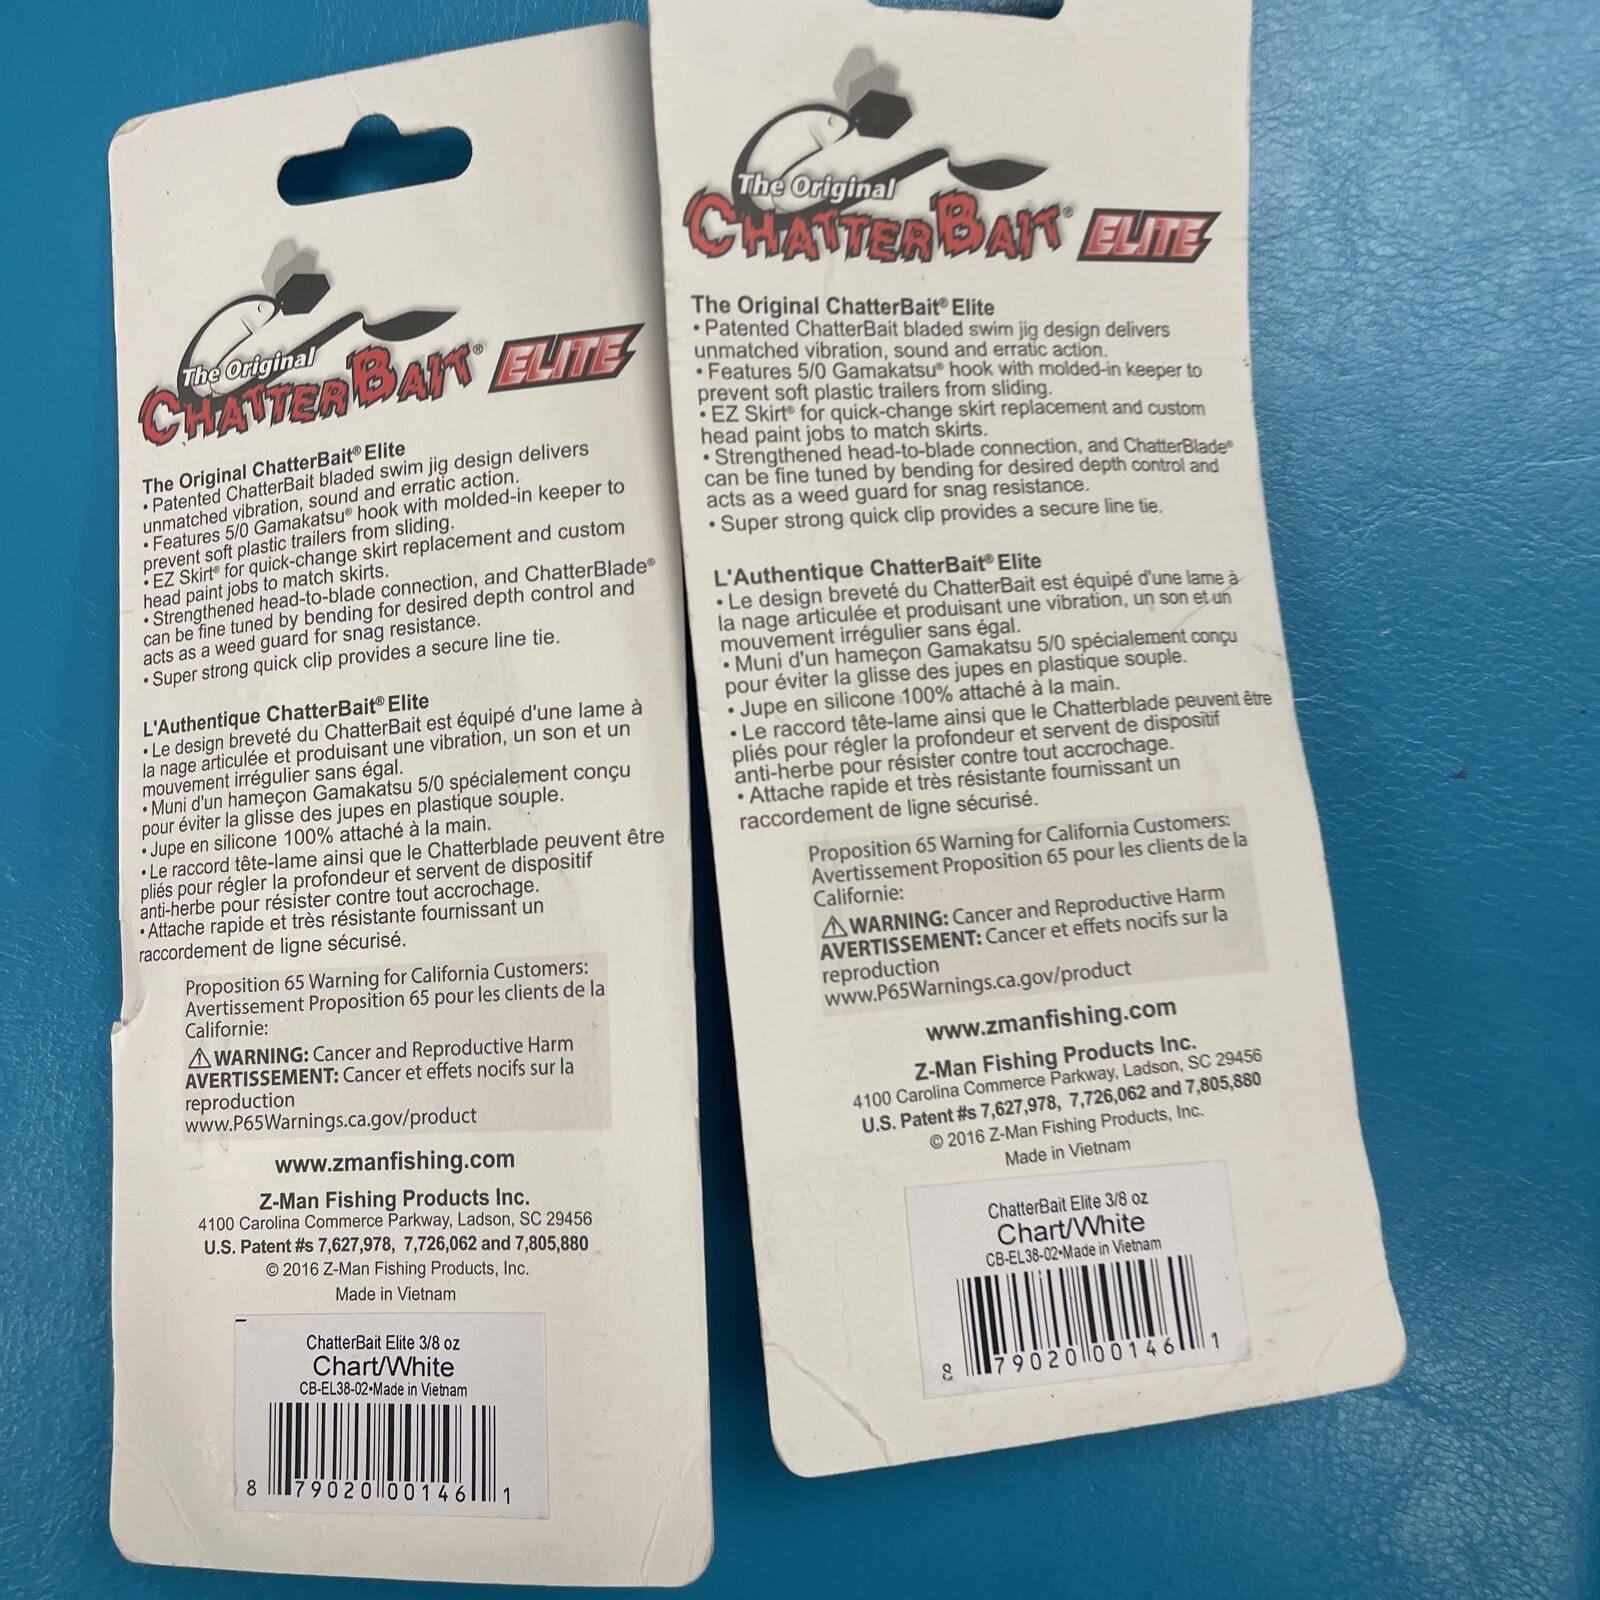 The Original
CHATTERBAIT® ELITE
The Original ChatterBait® Elite
• Patented ChatterBait bladed swim jig design delivers
unmatched vibration, sound and erratic action.
• Features 5/0 Gamakatsu® hook with molded-in keeper to
prevent soft plastic trailers from sliding.
• EZ Skirt® for quick-change skirt replacement and custom
head paint jobs to match skirts.
• Strengthened head-to-blade connection, and ChatterBlade®
can be fine tuned by bending for desired depth control and
acts as a weed guard for snag resistance.
• Super strong quick clip provides a secure line tie.
L'Authentique ChatterBait® Elite
• Le design breveté du ChatterBait est équipé d'une lame à
la nage articulée et produisant une vibration, un son et un
mouvement irrégulier sans égal.
• Muni d'un hameçon Gamakatsu 5/0 spécialement conçu
pour éviter la glisse des jupes en plastique souple.
• Jupe en silicone 100% attaché à la main.
• Le raccord tête-lame ainsi que le Chatterblade peuvent être
pliés pour régler la profondeur et servent de dispositif
anti-herbe pour résister contre tout accrochage.
• Attache rapide et très résistante fournissant un
raccordement de ligne sécurisé.
Proposition 65 Warning for California Customers:
Avertissement Proposition 65 pour les clients de la
Californie:
⚠WARNING: Cancer and Reproductive Harm
AVERTISSEMENT: Cancer et effets nocifs sur la
reproduction
www.P65Warnings.ca.gov/product
www.zmanfishing.com
Z-Man Fishing Products Inc.
4100 Carolina Commerce Parkway, Ladson, SC 29456
U.S. Patent #s 7,627,978, 7,726,062 and 7,805,880
© 2016 Z-Man Fishing Products, Inc.
Made in Vietnam
ChatterBait Elite 3/8 oz
Chart/White
CB-EL38-02•Made in Vietnam
8 79020 00146 1
The Original
CHATTERBAIT® ELITE
The Original ChatterBait® Elite
• Patented ChatterBait bladed swim jig design delivers
unmatched vibration, sound and erratic action.
• Features 5/0 Gamakatsu® hook with molded-in keeper to
prevent soft plastic trailers from sliding.
• EZ Skirt® for quick-change skirt replacement and custom
head paint jobs to match skirts.
• Strengthened head-to-blade connection, and ChatterBlade®
can be fine tuned by bending for desired depth control and
acts as a weed guard for snag resistance.
• Super strong quick clip provides a secure line tie.
L'Authentique ChatterBait® Elite
• Le design breveté du ChatterBait est équipé d'une lame à
la nage articulée et produisant une vibration, un son et un
mouvement irrégulier sans égal.
• Muni d'un hameçon Gamakatsu 5/0 spécialement conçu
pour éviter la glisse des jupes en plastique souple.
• Jupe en silicone 100% attaché à la main.
• Le raccord tête-lame ainsi que le Chatterblade peuvent être
pliés pour régler la profondeur et servent de dispositif
anti-herbe pour résister contre tout accrochage.
• Attache rapide et très résistante fournissant un
raccordement de ligne sécurisé.
Proposition 65 Warning for California Customers:
Avertissement Proposition 65 pour les clients de la
Californie:
⚠WARNING: Cancer and Reproductive Harm
AVERTISSEMENT: Cancer et effets nocifs sur la
reproduction
www.P65Warnings.ca.gov/product
www.zmanfishing.com
Z-Man Fishing Products Inc.
4100 Carolina Commerce Parkway, Ladson, SC 29456
U.S. Patent #s 7,627,978, 7,726,062 and 7,805,880
© 2016 Z-Man Fishing Products, Inc.
Made in Vietnam
ChatterBait Elite 3/8 oz
Chart/White
CB-EL38-02•Made in Vietnam
8 79020 00146 1